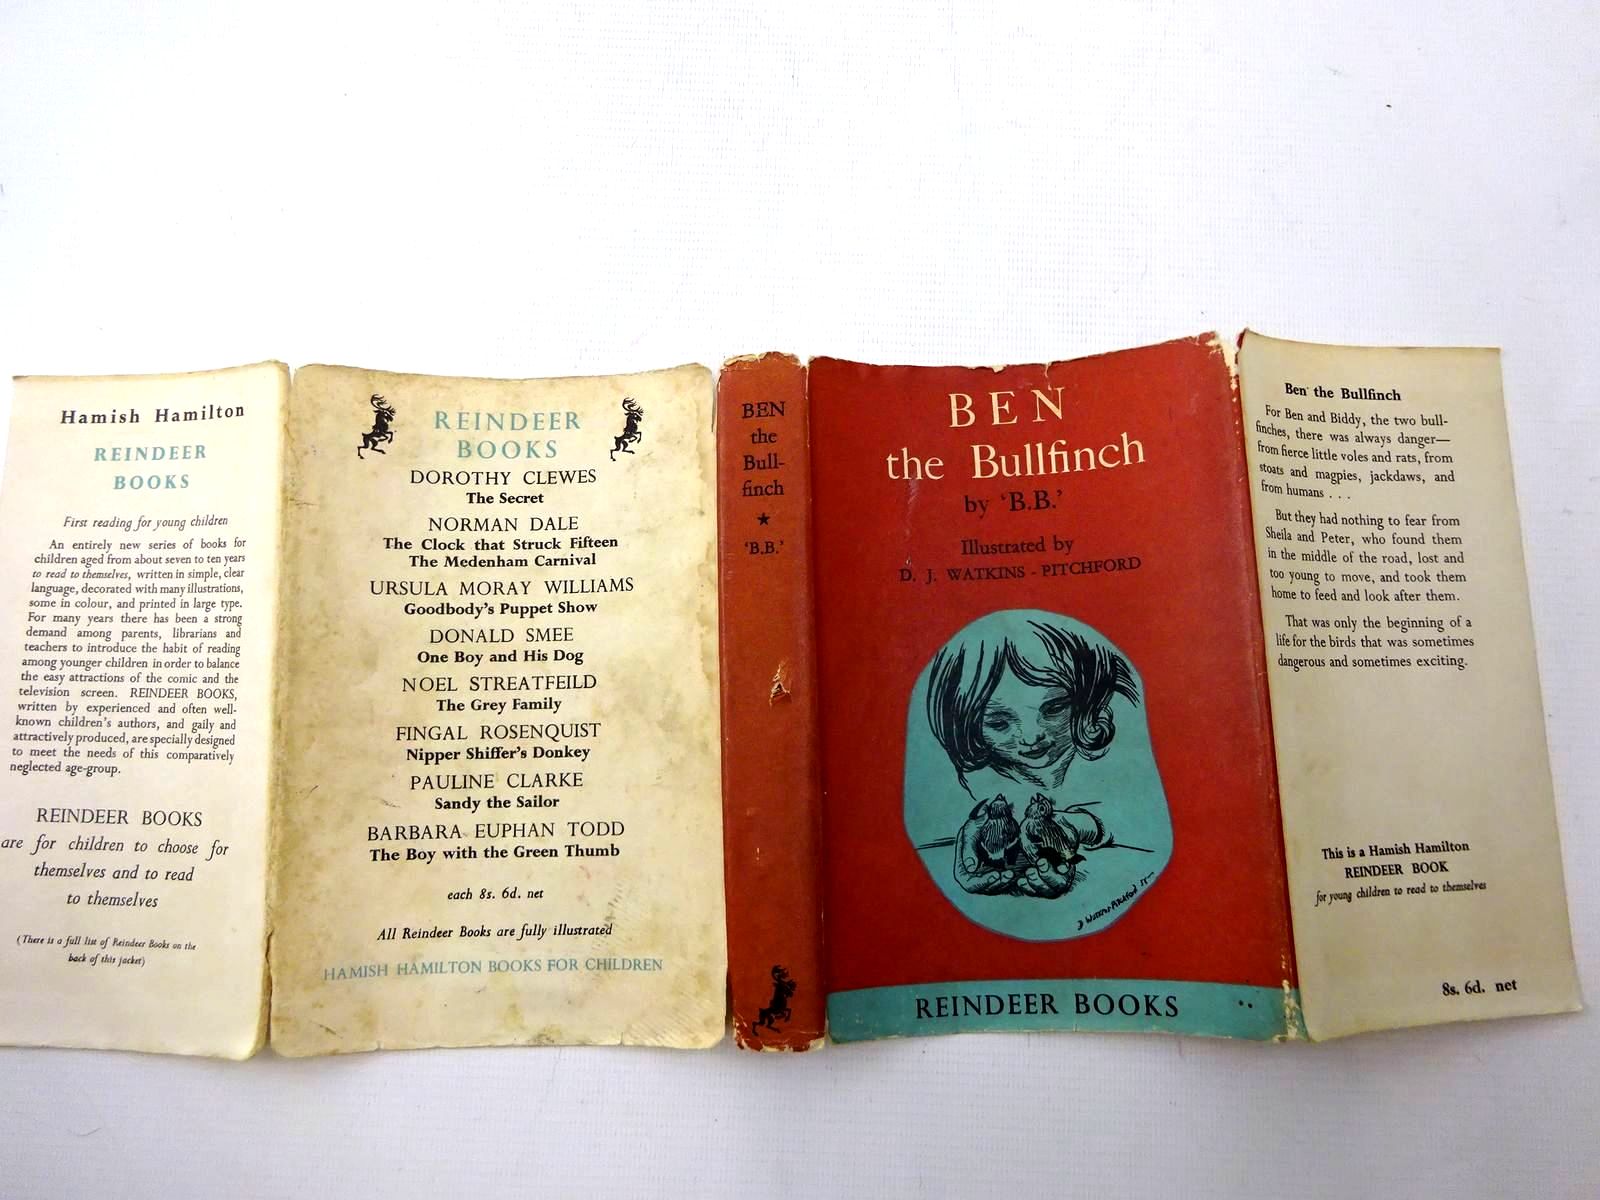 Hamish Hamilton
REINDEER
BOOKS
First reading for young children
An entirely new series of books for
children aged from about seven to ten years
to read to themselves, written in simple, clear
language, decorated with many illustrations,
some in colour, and printed in large type.
For many years there has been a strong
demand among parents, librarians and
teachers to introduce the habit of reading
among younger children in order to balance
the easy attractions of the comic and the
television screen. REINDEER BOOKS,
written by experienced and often well-
known children's authors, and gaily and
attractively produced, are specially designed
to meet the needs of this comparatively
neglected age-group.
REINDEER BOOKS
are for children to choose for
themselves and to read
to themselves
(There is a full list of Reindeer Books on the
back of this jacket)
REINDEER
BOOKS
DOROTHY CLEWES
The Secret
NORMAN DALE
The Clock that Struck Fifteen
The Medenham Carnival
URSULA MORAY WILLIAMS
Goodbody's Puppet Show
DONALD SMEE
One Boy and His Dog
NOEL STREATFEILD
The Grey Family
FINGAL ROSENQUIST
Nipper Shiffer's Donkey
PAULINE CLARKE
Sandy the Sailor
BARBARA EUPHAN TODD
The Boy with the Green Thumb
each 8s. 6d. net
All Reindeer Books are fully illustrated
HAMISH HAMILTON BOOKS FOR CHILDREN
BEN
the
Bull-
finch
★
'B.B.'
BEN
the Bullfinch
by 'B.B.'
Illustrated by
D. J. WATKINS - PITCHFORD
D Watkins-Pitchford
REINDEER BOOKS
Ben the Bullfinch
For Ben and Biddy, the two bull-
finches, there was always danger—
from fierce little voles and rats, from
stoats and magpies, jackdaws, and
from humans . . .
But they had nothing to fear from
Sheila and Peter, who found them
in the middle of the road, lost and
too young to move, and took them
home to feed and look after them.
That was only the beginning of a
life for the birds that was sometimes
dangerous and sometimes exciting.
This is a Hamish Hamilton
REINDEER BOOK
for young children to read to themselves
8s. 6d. net